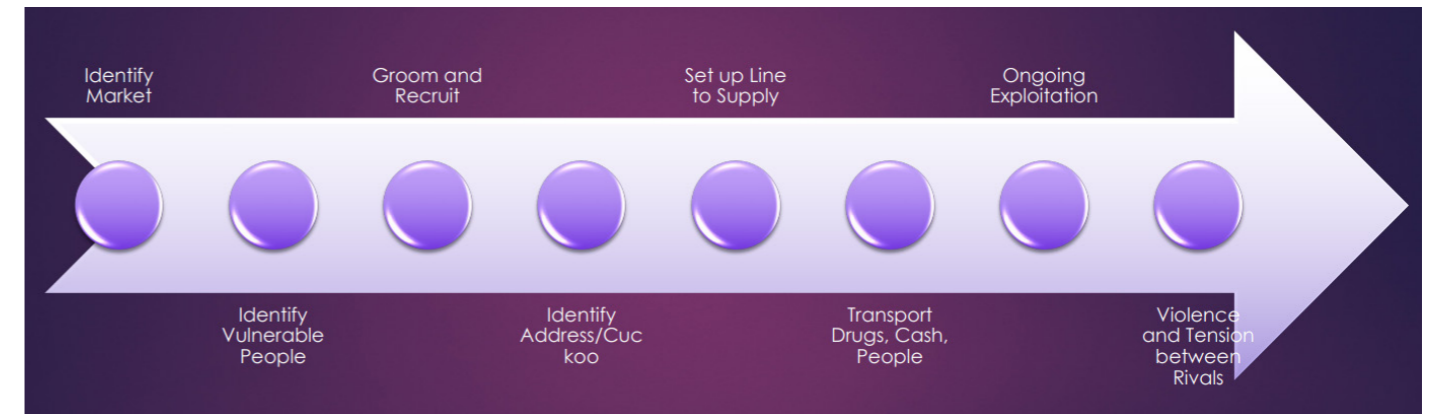 Identify
Market
Identify
Vulnerable
People
Groom and
Recruit
Identify
Address/Cuc
koo
Set up Line
to Supply
Transport
Drugs, Cash,
People
Ongoing
Exploitation
Violence
and Tension
between
Rivals